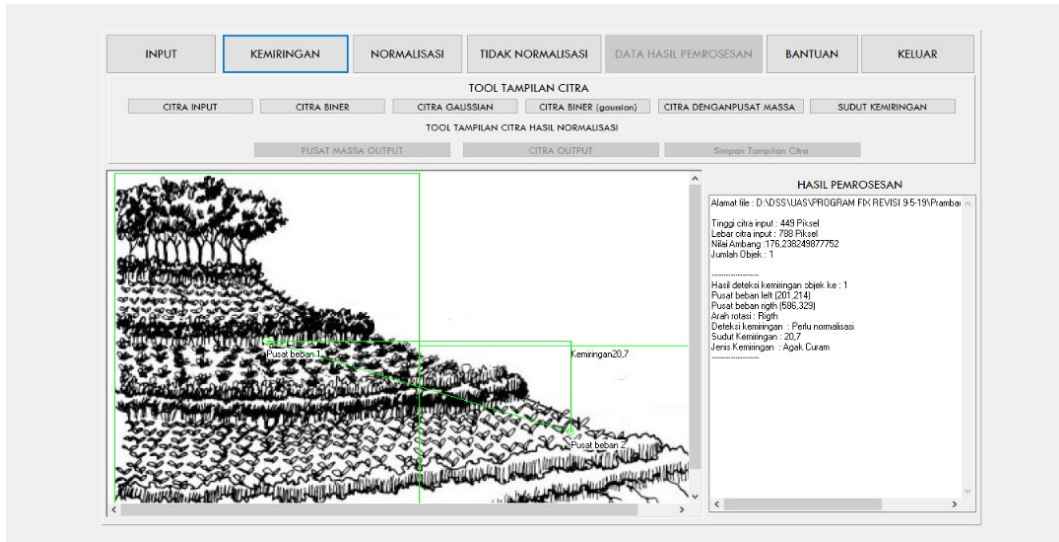 INPUT KEMIRINGAN NORMALISASI TIDAK NORMALISASI DATA HASIL PEMROSESAN BANTUAN KELUAR
TOOL TAMPILAN CITRA
CITRA INPUT CITRA BINER CITRA GAUSSIAN CITRA BINER (gaussian) CITRA DENGANPUSAT MASSA SUDUT KEMIRINGAN
TOOL TAMPILAN CITRA HASIL NORMALISASI
PUSAT MASSA OUTPUT CITRA OUTPUT Simpan Tampilan Citra
Pusat beban 1
Kemiringan20,7
Pusat beban 2
HASIL PEMROSESAN
Alamat file : D:\DSS\UAS\PROGRAM FIX REVISI 9-5-19\Pramban
Tinggi citra input : 449 Piksel
Lebar citra input : 788 Piksel
Nilai Ambang :176,238249877752
Jumlah Objek : 1
-------------------
Hasil deteksi kemiringan objek ke : 1
Pusat beban left (201,214)
Pusat beban rigth (586,329)
Arah rotasi : Rigth
Deteksi kemiringan : Perlu normalisasi
Sudut Kemiringan : 20,7
Jenis Kemiringan : Agak Curam
-------------------